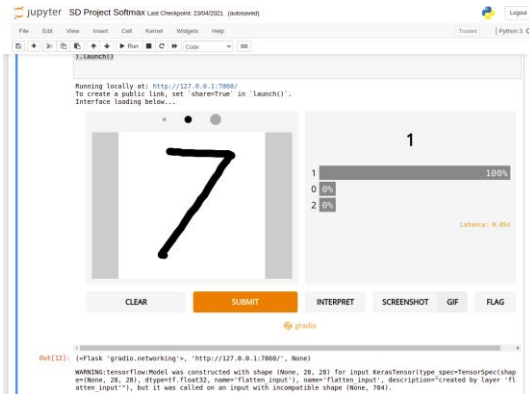 jupyter SD Project Softmax Last Checkpoint: 23/04/2021 (autosaved)
Logout
File Edit View Insert Cell Kernel Widgets Help
Trusted Python 3
Run Code
).launch()
Running locally at: http://127.0.0.1:7860/
To create a public link, set `share=True` in `launch()`.
Interface loading below...
7
1
1 100%
0 0%
2 0%
Latency: 0.05s
CLEAR SUBMIT INTERPRET SCREENSHOT GIF FLAG
gradio
Out[12]: (<Flask 'gradio.networking'>, 'http://127.0.0.1:7860/', None)
WARNING:tensorflow:Model was constructed with shape (None, 28, 28) for input KerasTensor(type_spec=TensorSpec(shap
e=(None, 28, 28), dtype=tf.float32, name='flatten_input'), name='flatten_input', description="created by layer 'fl
atten_input'"), but it was called on an input with incompatible shape (None, 784).